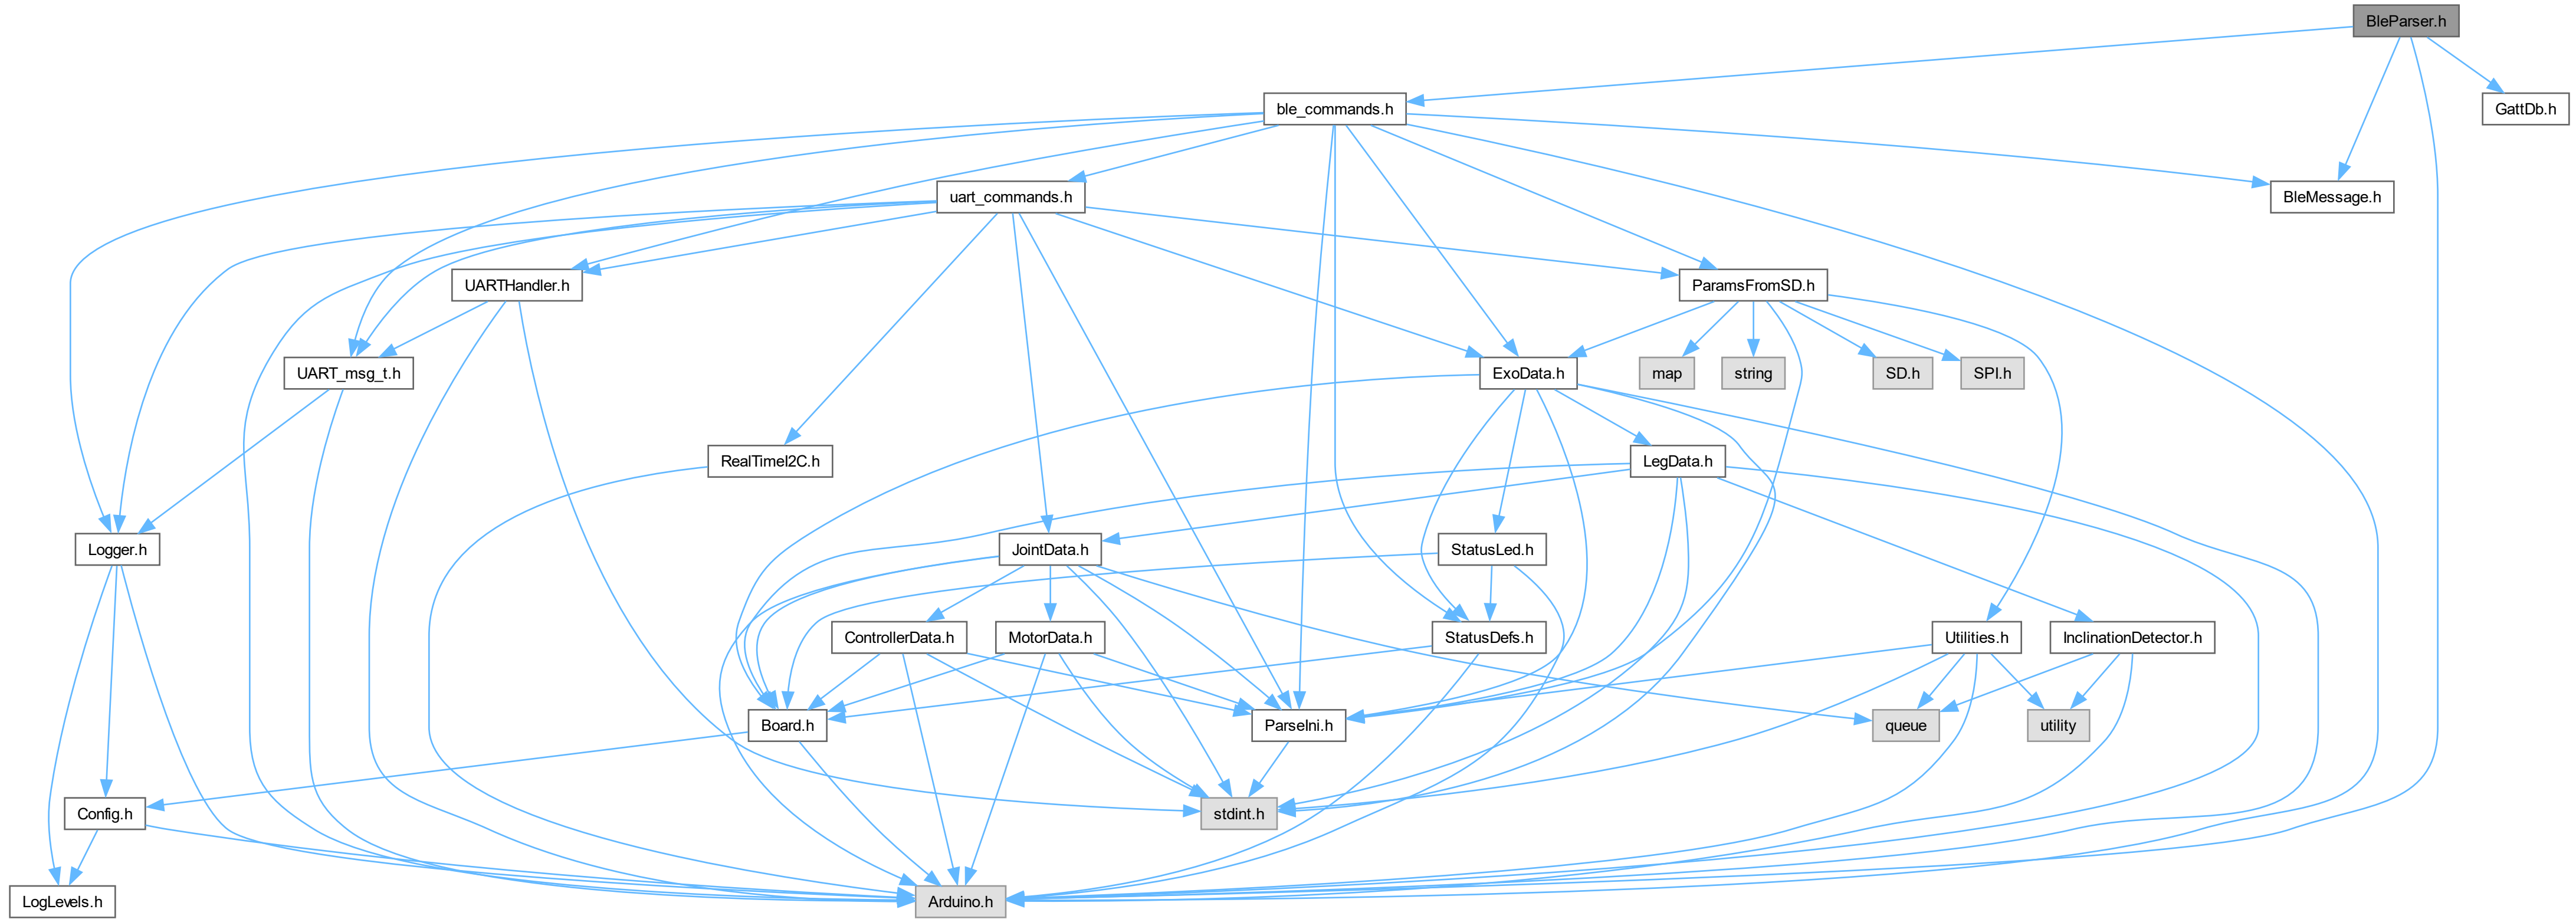 BleParser.h
ble_commands.h
GattDb.h
uart_commands.h
BleMessage.h
UARTHandler.h
ParamsFromSD.h
UART_msg_t.h
ExoData.h
map
string
SD.h
SPI.h
RealTimeI2C.h
LegData.h
Logger.h
JointData.h
StatusLed.h
ControllerData.h
MotorData.h
StatusDefs.h
Utilities.h
InclinationDetector.h
Board.h
ParseIni.h
queue
utility
Config.h
stdint.h
LogLevels.h
Arduino.h